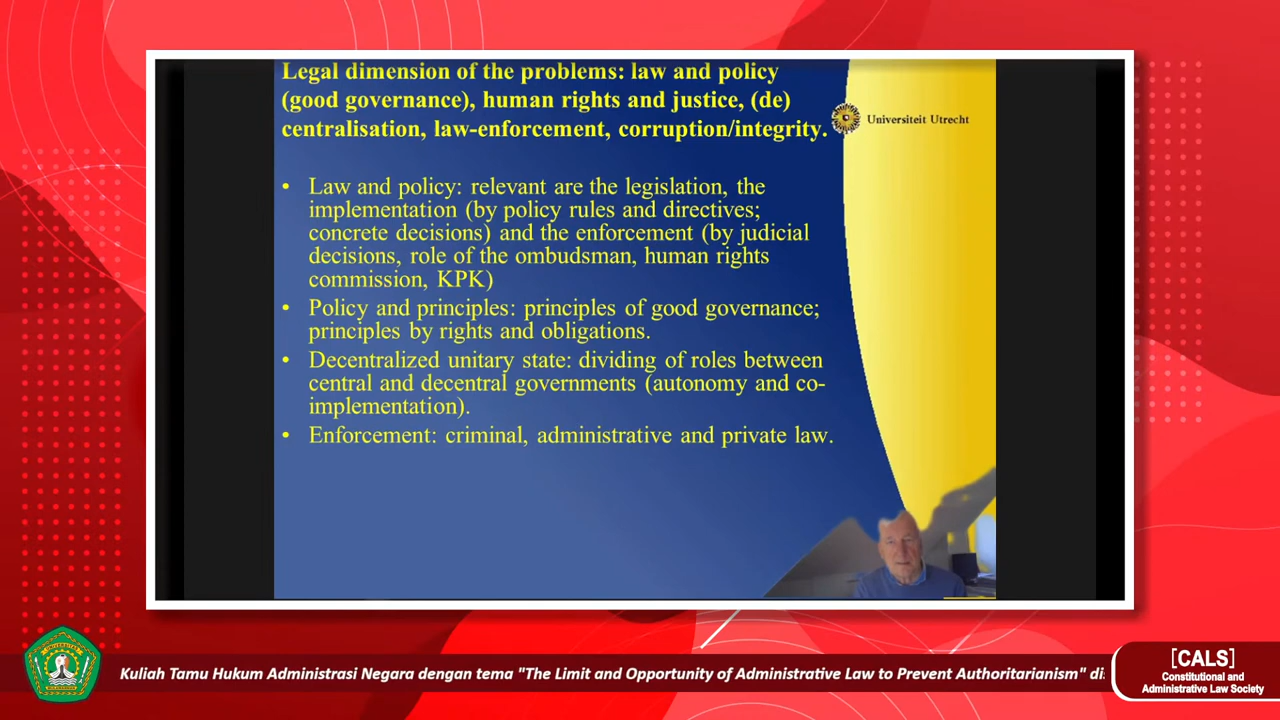 Legal dimension of the problems: law and policy
(good governance), human rights and justice, (de)
centralisation, law-enforcement, corruption/integrity.
Universiteit Utrecht
• Law and policy: relevant are the legislation, the
implementation (by policy rules and directives;
concrete decisions) and the enforcement (by judicial
decisions, role of the ombudsman, human rights
commission, KPK)
• Policy and principles: principles of good governance;
principles by rights and obligations.
• Decentralized unitary state: dividing of roles between
central and decentral governments (autonomy and co-
implementation).
• Enforcement: criminal, administrative and private law.
Kuliah Tamu Hukum Administrasi Negara dengan tema "The Limit and Opportunity of Administrative Law to Prevent Authoritarianism"
[CALS]
Constitutional and
Administrative Law Society